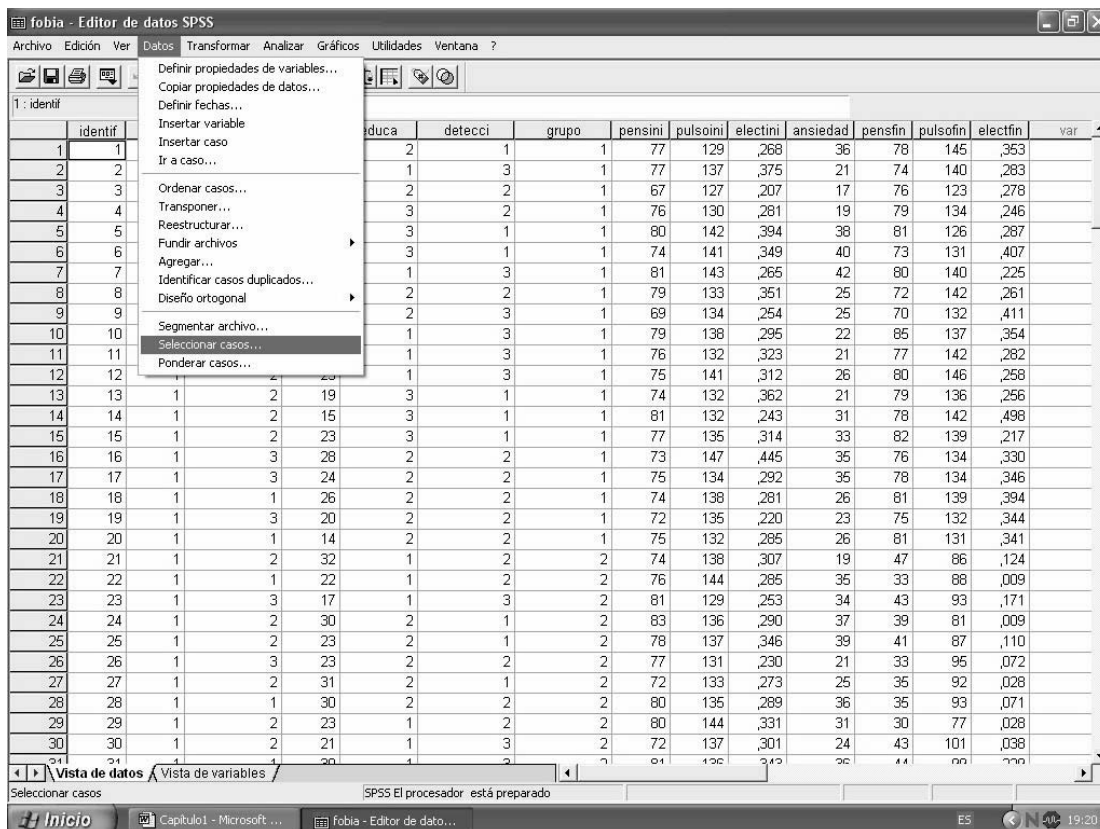 fobia - Editor de datos SPSS
Archivo Edición Ver Datos Transformar Analizar Gráficos Utilidades Ventana ?
Definir propiedades de variables...
Copiar propiedades de datos...
Definir fechas...
Insertar variable
Insertar caso
Ir a caso...
Ordenar casos...
Transponer...
Reestructurar...
Fundir archivos
Agregar...
Identificar casos duplicados...
Diseño ortogonal
Segmentar archivo...
Seleccionar casos...
Ponderar casos...
1 : identif
identif educa detecci grupo pensini pulsoini electini ansiedad pensfin pulsofin electfin var
1 1 2 1 1 77 129 ,268 36 78 145 ,353
2 2 1 3 1 77 137 ,375 21 74 140 ,283
3 3 2 2 1 67 127 ,207 17 76 123 ,278
4 4 3 2 1 76 130 ,281 19 79 134 ,246
5 5 3 1 1 80 142 ,394 38 81 126 ,287
6 6 3 1 1 74 141 ,349 40 73 131 ,407
7 7 1 3 1 81 143 ,265 42 80 140 ,225
8 8 2 2 1 79 133 ,351 25 72 142 ,261
9 9 2 3 1 69 134 ,254 25 70 132 ,411
10 10 1 3 1 79 138 ,295 22 85 137 ,354
11 11 1 3 1 76 132 ,323 21 77 142 ,282
12 12 1 3 1 75 141 ,312 26 80 146 ,258
13 13 1 2 19 3 1 1 74 132 ,362 21 79 136 ,256
14 14 1 2 15 3 1 1 81 132 ,243 31 78 142 ,498
15 15 1 2 23 3 1 1 77 135 ,314 33 82 139 ,217
16 16 1 3 28 2 2 1 73 147 ,445 35 76 134 ,330
17 17 1 3 24 2 2 1 75 134 ,292 35 78 134 ,346
18 18 1 1 26 2 2 1 74 138 ,281 26 81 139 ,394
19 19 1 3 20 2 2 1 72 135 ,220 23 75 132 ,344
20 20 1 1 14 2 2 1 75 132 ,285 26 81 131 ,341
21 21 1 2 32 1 2 2 74 138 ,307 19 47 86 ,124
22 22 1 1 22 1 2 2 76 144 ,285 35 33 88 ,009
23 23 1 3 17 1 3 2 81 129 ,253 34 43 93 ,171
24 24 1 2 30 2 1 2 83 136 ,290 37 39 81 ,009
25 25 1 2 23 2 1 2 78 137 ,346 39 41 87 ,110
26 26 1 3 23 2 2 2 77 131 ,230 21 33 95 ,072
27 27 1 2 31 2 1 2 72 133 ,273 25 35 92 ,028
28 28 1 1 30 2 2 2 80 135 ,289 36 35 93 ,071
29 29 1 2 23 1 2 2 80 144 ,331 31 30 77 ,028
30 30 1 2 21 1 3 2 72 137 ,301 24 43 101 ,038
Vista de datos Vista de variables
Seleccionar casos SPSS El procesador está preparado
Inicio Capítulo1 - Microsoft ... fobia - Editor de dato... ES 19:20